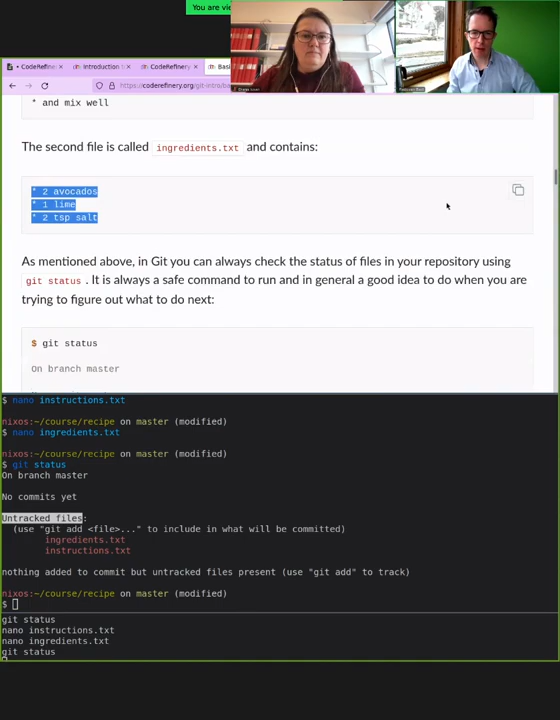 You are vie
CodeRefine
Introduction t
CodeRefinery
Basi
https://coderefinery.org/git-intro/ba
* and mix well
The second file is called ingredients.txt and contains:
* 2 avocados
* 1 lime
* 2 tsp salt
As mentioned above, in Git you can always check the status of files in your repository using
git status . It is always a safe command to run and in general a good idea to do when you are
trying to figure out what to do next:
$ git status
On branch master
$ nano instructions.txt
nixos:~/course/recipe on master (modified)
$ nano ingredients.txt
nixos:~/course/recipe on master (modified)
$ git status
On branch master
No commits yet
Untracked files:
(use "git add <file>..." to include in what will be committed)
ingredients.txt
instructions.txt
nothing added to commit but untracked files present (use "git add" to track)
nixos:~/course/recipe on master (modified)
$
git status
nano instructions.txt
nano ingredients.txt
git status